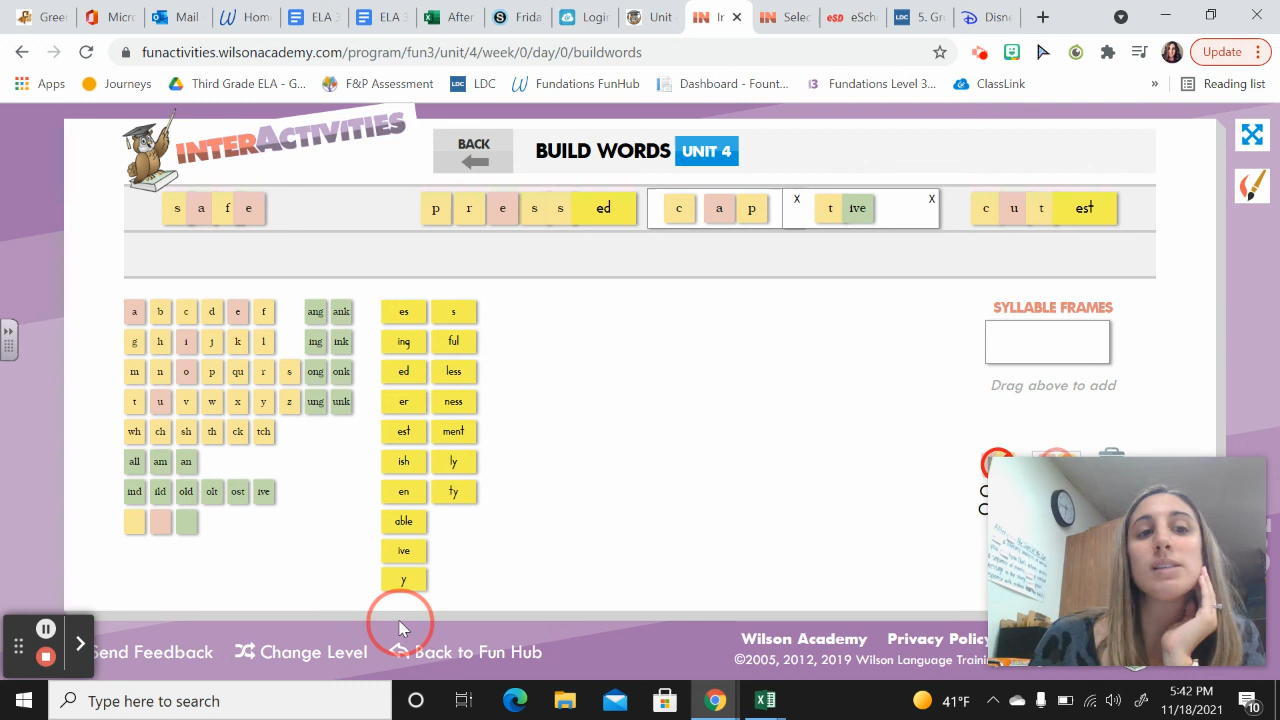 Greer
Micro
Mail
Home
ELA 3
ELA 3
After
Frida
Login
Unit
In
Selec
eSch
5. Gr
Disne
funactivities.wilsonacademy.com/program/fun3/unit/4/week/0/day/0/buildwords
Update
Apps
Journeys
Third Grade ELA - G...
F&P Assessment
LDC
Fundations FunHub
Dashboard - Fount...
Fundations Level 3...
ClassLink
»
Reading list
INTERACTIVITIES
BACK
BUILD WORDS UNIT 4
s a f e
p r e s s ed
c a p X
t ive X
c u t est
a b c d e f ang ank
g h i j k l ing ink
m n o p qu r s ong onk
t u v w x y z ung unk
wh ch sh th ck tch
all am an
ind ild old olt ost ive
es s
ing ful
ed less
er ness
est ment
ish ly
en ty
able
ive
y
SYLLABLE FRAMES
Drag above to add
Send Feedback
Change Level
Back to Fun Hub
Wilson Academy
Privacy Policy
©2005, 2012, 2019 Wilson Language Traini
Type here to search
41°F
5:42 PM
11/18/2021
10